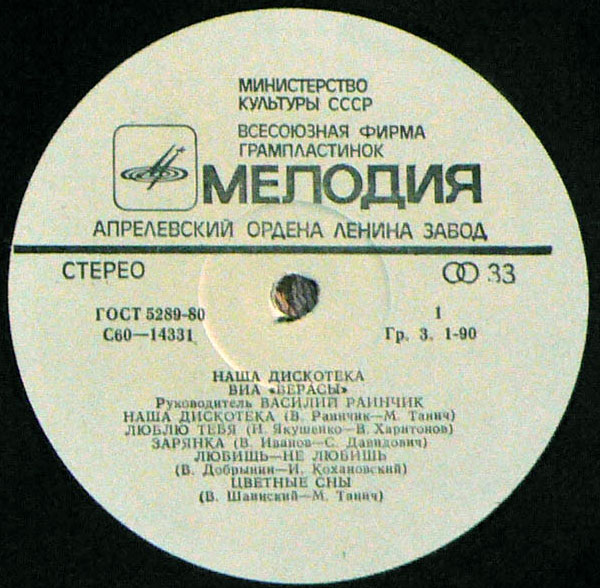 МИНИСТЕРСТВО
КУЛЬТУРЫ СССР
ВСЕСОЮЗНАЯ ФИРМА
ГРАМПЛАСТИНОК
МЕЛОДИЯ
АПРЕЛЕВСКИЙ ОРДЕНА ЛЕНИНА ЗАВОД
СТЕРЕО 33
ГОСТ 5289-80 1
С60—14331 Гр. 3. 1-90
НАША ДИСКОТЕКА
ВИА «ВЕРАСЫ»
Руководитель ВАСИЛИЙ РАИНЧИК
НАША ДИСКОТЕКА (В. Раинчик—М. Танич)
ЛЮБЛЮ ТЕБЯ (И. Якушенко—В. Харитонов)
ЗАРЯНКА (В. Иванов—С. Давидович)
ЛЮБИШЬ—НЕ ЛЮБИШЬ
(В. Добрынин—И. Кохановский)
ЦВЕТНЫЕ СНЫ
(В. Шаинский—М. Танич)